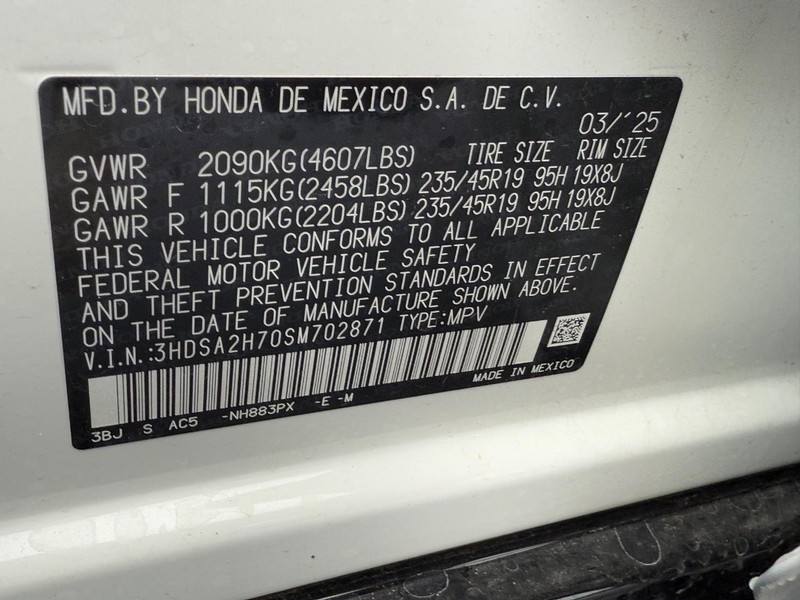 MFD.BY HONDA DE MEXICO S.A. DE C.V.
03/'25
GVWR 2090KG(4607LBS) TIRE SIZE RIM SIZE
GAWR F 1115KG(2458LBS) 235/45R19 95H 19X8J
GAWR R 1000KG(2204LBS) 235/45R19 95H 19X8J
THIS VEHICLE CONFORMS TO ALL APPLICABLE
FEDERAL MOTOR VEHICLE SAFETY
AND THEFT PREVENTION STANDARDS IN EFFECT
ON THE DATE OF MANUFACTURE SHOWN ABOVE.
V.I.N.:3HDSA2H70SM702871 TYPE:MPV
MADE IN MEXICO
3BJ S AC5 -NH883PX -E -M